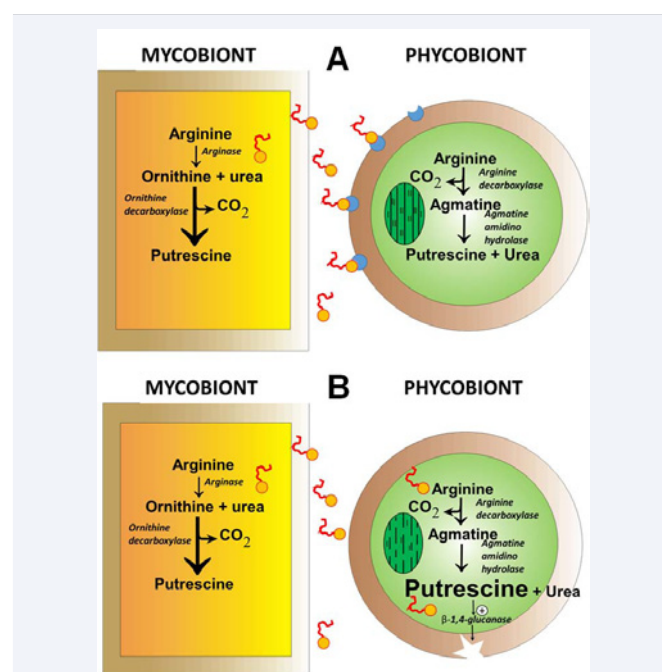 MYCOBIONT A PHYCOBIONT
Arginine
Arginase
Ornithine + urea
Ornithine
decarboxylase
CO2
Putrescine
Arginine
CO2
Arginine
decarboxylase
Agmatine
Agmatine
amidino
hydrolase
Putrescine + Urea
MYCOBIONT B PHYCOBIONT
Arginine
Arginase
Ornithine + urea
Ornithine
decarboxylase
CO2
Putrescine
Arginine
CO2
Arginine
decarboxylase
Agmatine
Agmatine
amidino
hydrolase
Putrescine + Urea
+
β-1,4-glucanase